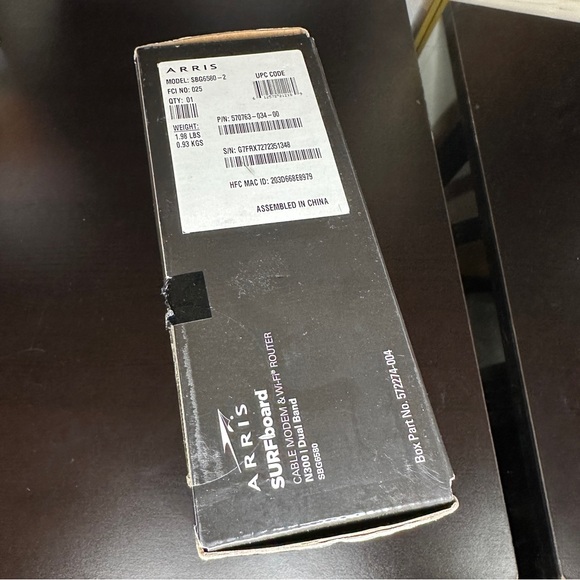 ARRIS
MODEL: SBG6580-2
FCI NO: 025
QTY: 01
UPC CODE
WEIGHT:
1.98 LBS
0.93 KGS
P/N: 570763-034-00
S/N: G7FRX7272351348
HFC MAC ID: 203D668E8979
ASSEMBLED IN CHINA
ARRIS
SURFboard
CABLE MODEM & Wi-Fi® ROUTER
N300 | Dual Band
SBG6580
Box Part No. 572274-004